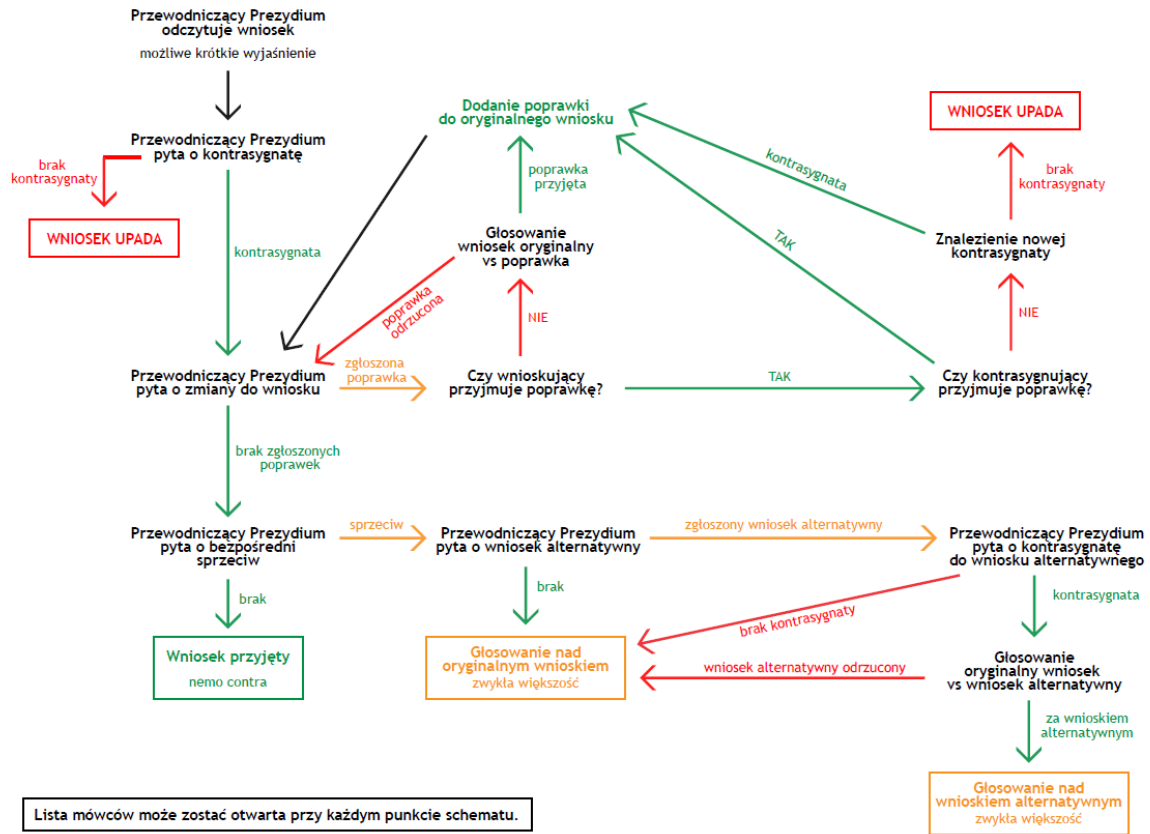 Przewodniczący Prezydium
odczytuje wniosek
możliwe krótkie wyjaśnienie
Przewodniczący Prezydium
pyta o kontrasygnatę
brak
kontrasygnaty
WNIOSEK UPADA
kontrasygnata
Dodanie poprawki
do oryginalnego wniosku
poprawka
przyjęta
Głosowanie
wniosek oryginalny
vs poprawka
poprawka
odrzucona
NIE
kontrasygnata
TAK
WNIOSEK UPADA
brak
kontrasygnaty
Znalezienie nowej
kontrasygnaty
NIE
Przewodniczący Prezydium
pyta o zmiany do wniosku
zgłoszona
poprawka
Czy wnioskujący
przyjmuje poprawkę?
TAK
Czy kontrasygnujący
przyjmuje poprawkę?
brak zgłoszonych
poprawek
Przewodniczący Prezydium
pyta o bezpośredni
sprzeciw
sprzeciw
Przewodniczący Prezydium
pyta o wniosek alternatywny
zgłoszony wniosek alternatywny
Przewodniczący Prezydium
pyta o kontrasygnatę
do wniosku alternatywnego
brak
brak
brak kontrasygnaty
kontrasygnata
Wniosek przyjęty
nemo contra
Głosowanie nad
oryginalnym wnioskiem
zwykła większość
wniosek alternatywny odrzucony
Głosowanie
oryginalny wniosek
vs wniosek alternatywny
za wnioskiem
alternatywnym
Głosowanie nad
wnioskiem alternatywnym
zwykła większość
Lista mówców może zostać otwarta przy każdym punkcie schematu.